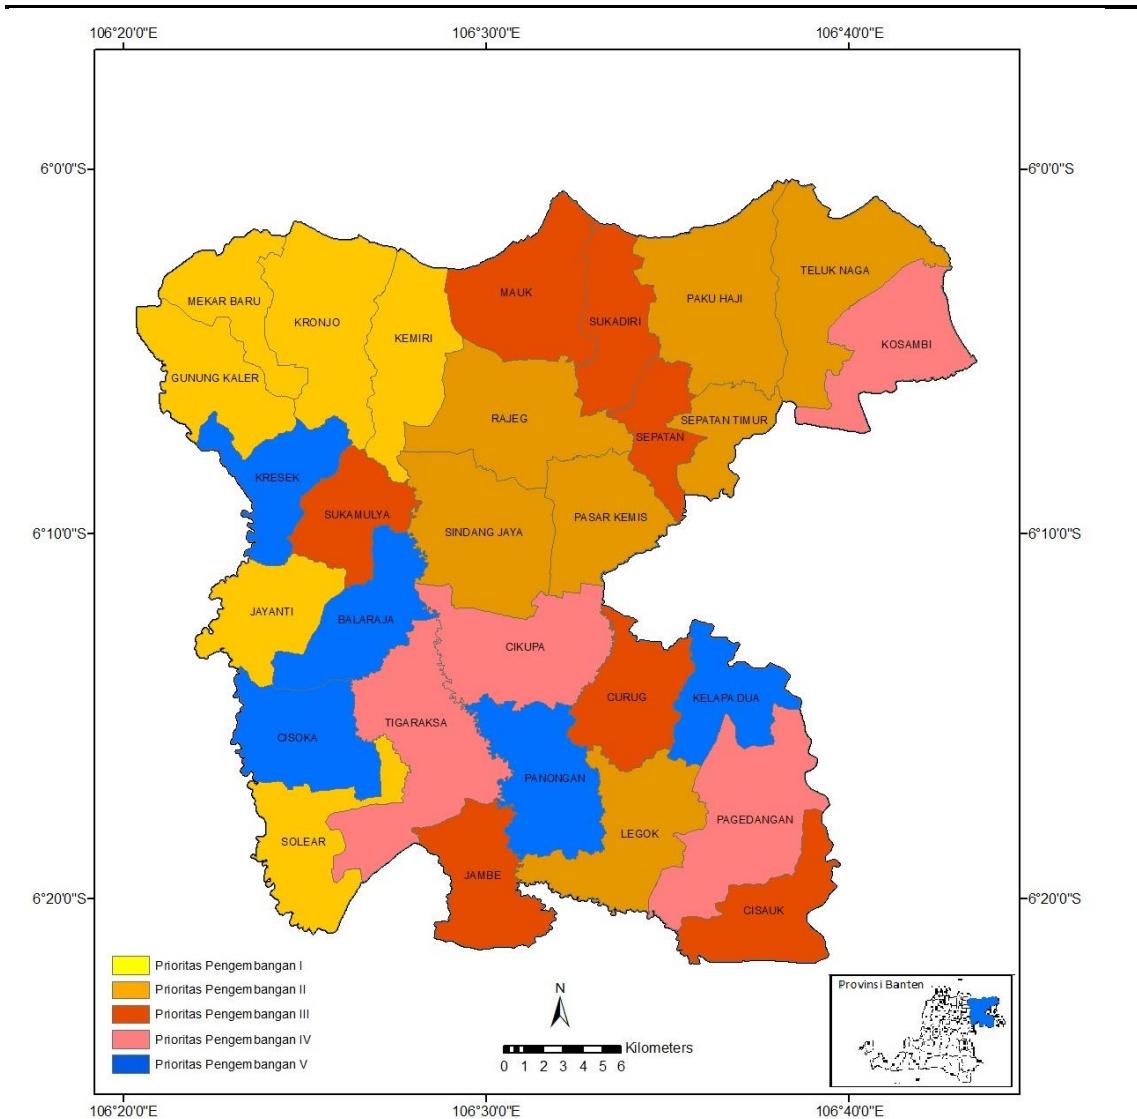 106°20'0"E 106°30'0"E 106°40'0"E
6°0'0"S 6°0'0"S
TELUK NAGA
MAUK
PAKU HAJI
MEKAR BARU
KRONJO
SUKADIRI
KEMIRI
KOSAMBI
GUNUNG KALER
RAJEG
SEPATAN TIMUR
SEPATAN
KRESEK
SUKAMULYA
PASAR KEMIS
6°10'0"S 6°10'0"S
SINDANG JAYA
JAYANTI
BALARAJA
CIKUPA
CURUG
KELAPA DUA
TIGARAKSA
CISOKA
PANONGAN
PAGEDANGAN
LEGOK
SOLEAR
JAMBE
6°20'0"S 6°20'0"S
CISAUK
Prioritas Pengembangan I
Prioritas Pengembangan II
Prioritas Pengembangan III
Prioritas Pengembangan IV
Prioritas Pengembangan V
N
Kilometers
0 1 2 3 4 5 6
Provinsi Banten
106°20'0"E 106°30'0"E 106°40'0"E